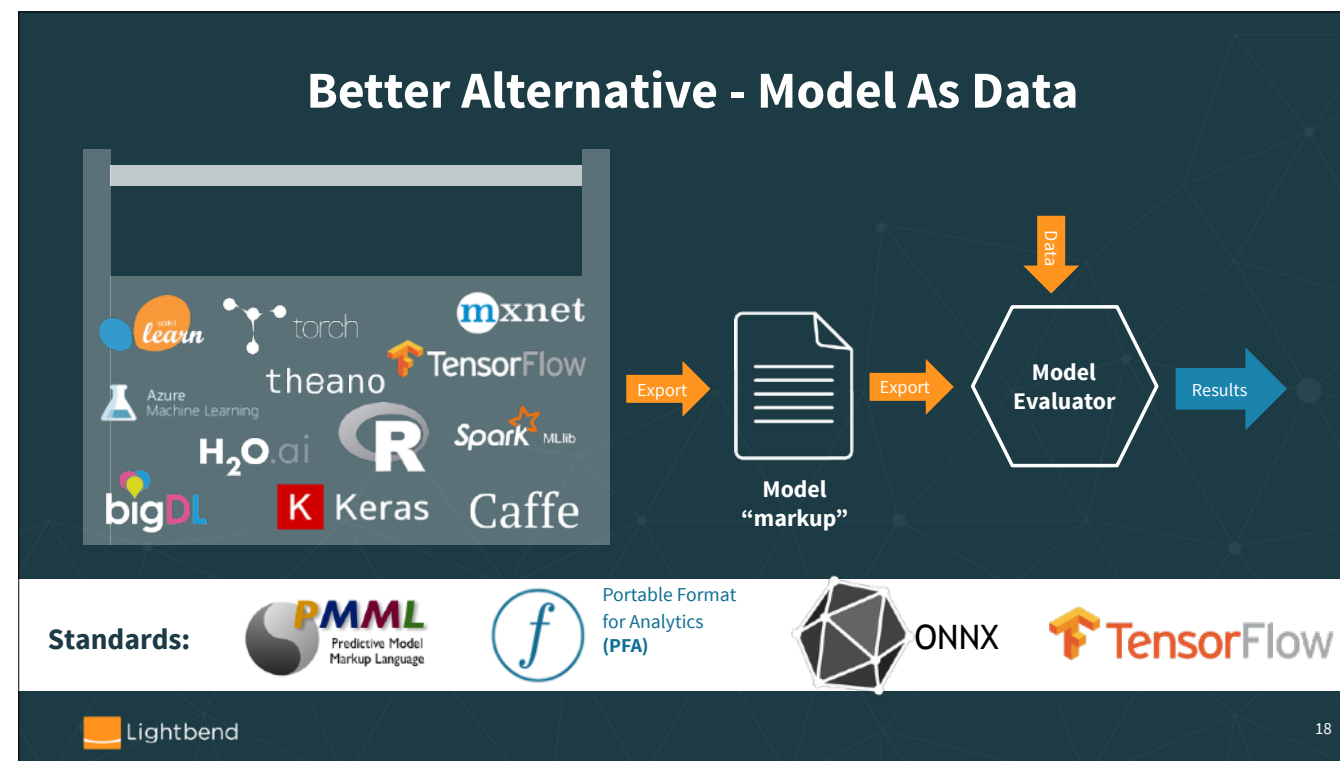 Better Alternative - Model As Data
scikit
learn
torch
mxnet
theano
TensorFlow
Azure
Machine Learning
H2O.ai
R
Spark MLlib
bigDL
K Keras
Caffe
Export
Model
“markup”
Export
Data
Model
Evaluator
Results
Standards:
PMML
Predictive Model
Markup Language
f
Portable Format
for Analytics
(PFA)
ONNX
TensorFlow
Lightbend
18